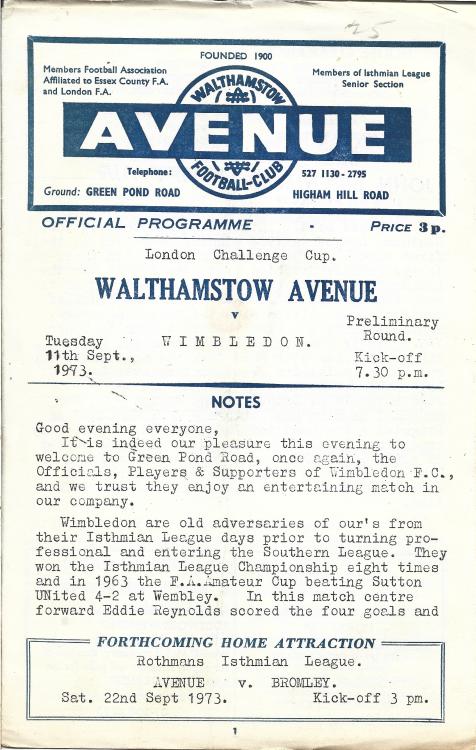 25
FOUNDED 1900
Members Football Association
Affiliated to Essex County F.A.
and London F.A.
Members of Isthmian League
Senior Section
WALTHAMSTOW
AVENUE
FOOTBALL-CLUB
Telephone: 527 1130 - 2795
Ground: GREEN POND ROAD HIGHAM HILL ROAD
OFFICIAL PROGRAMME - PRICE 3p.
London Challenge Cup.
WALTHAMSTOW AVENUE
v
WIMBLEDON.
Tuesday
11th Sept.,
1973.
Preliminary
Round.
Kick-off
7.30 p.m.
NOTES
Good evening everyone,
It is indeed our pleasure this evening to
welcome to Green Pond Road, once again, the
Officials, Players & Supporters of Wimbledon F.C.,
and we trust they enjoy an entertaining match in
our company.
Wimbledon are old adversaries of our's from
their Isthmian League days prior to turning pro-
fessional and entering the Southern League. They
won the Isthmian League Championship eight times
and in 1963 the F.A.Amateur Cup beating Sutton
UNited 4-2 at Wembley. In this match centre
forward Eddie Reynolds scored the four goals and
FORTHCOMING HOME ATTRACTION
Rothmans Isthmian League.
AVENUE v. BROMLEY.
Sat. 22nd Sept 1973. Kick-off 3 pm.
1